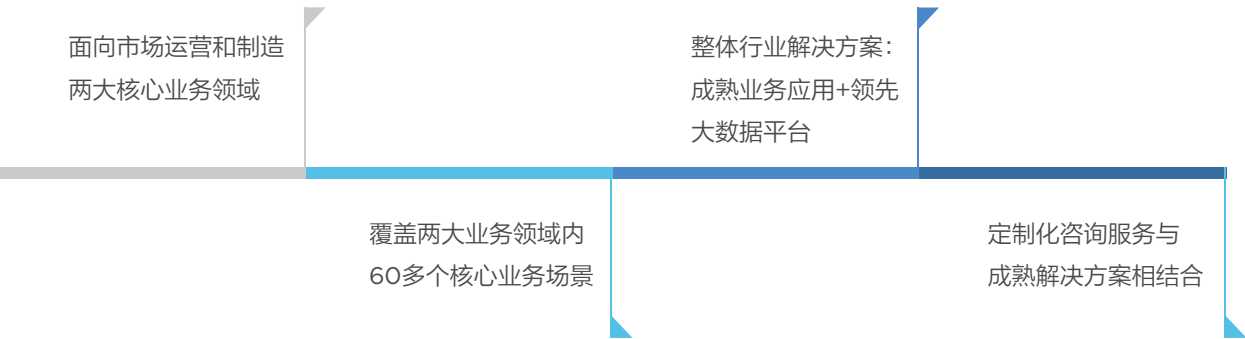 面向市场运营和制造
两大核心业务领域
覆盖两大业务领域内
60多个核心业务场景
整体行业解决方案：
成熟业务应用+领先
大数据平台
定制化咨询服务与
成熟解决方案相结合